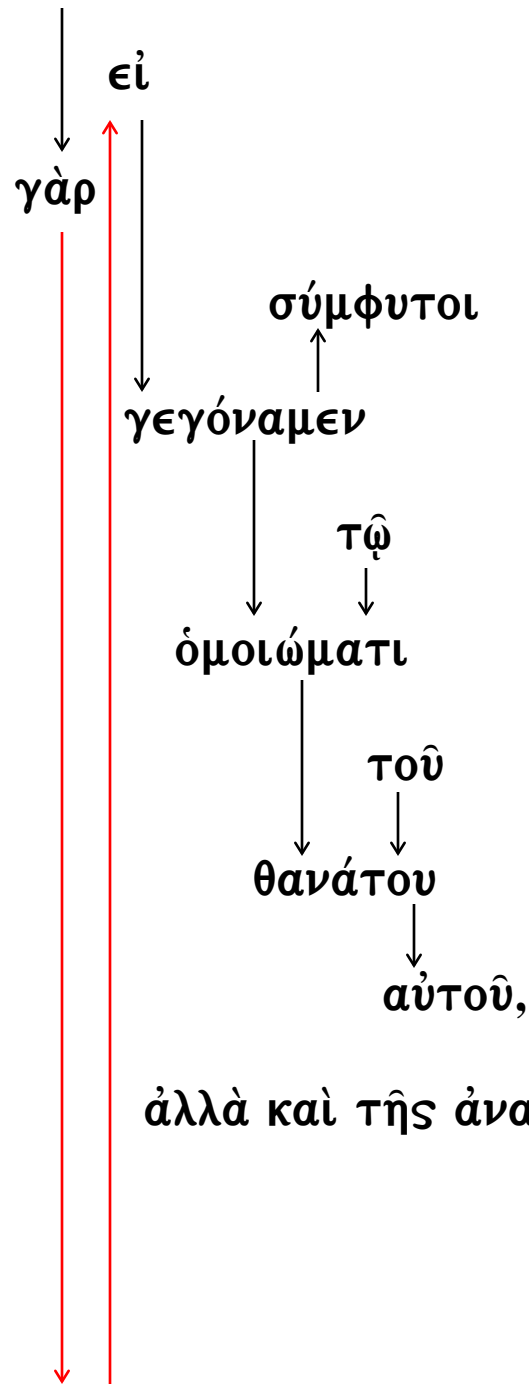 εἰ
γὰρ
σύμφυτοι
γεγόναμεν
τῷ
ὁμοιώματι
τοῦ
θανάτου
αὐτοῦ,
ἀλλὰ καὶ τῆς